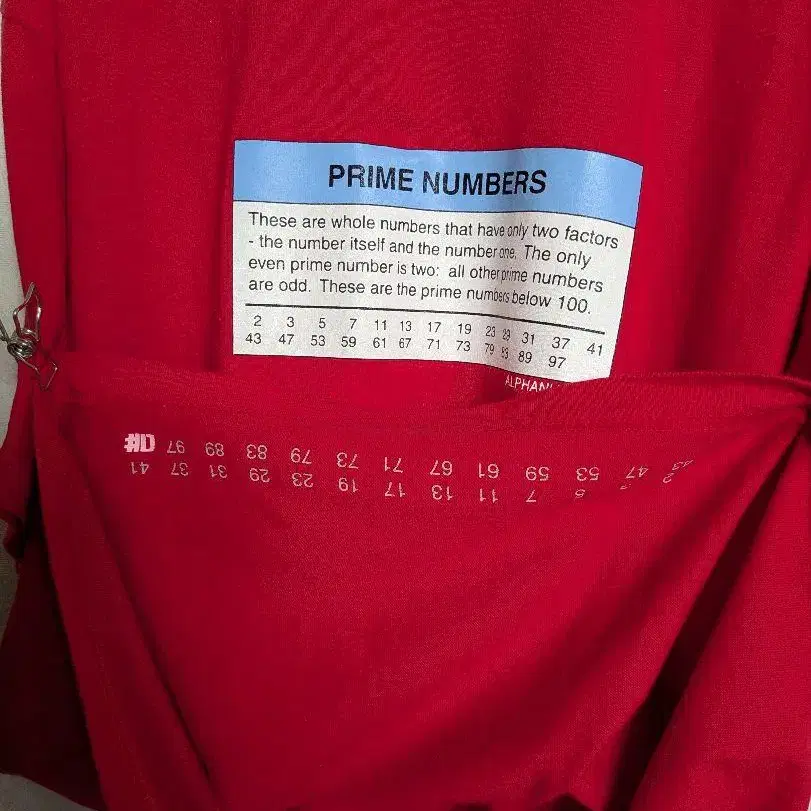 PRIME NUMBERS
These are whole numbers that have only two factors
- the number itself and the number one. The only
even prime number is two: all other prime numbers
are odd. These are the prime numbers below 100.
2 3 5 7 11 13 17 19 23 29 31 37 41
43 47 53 59 61 67 71 73 79 83 89 97
ALPHAN
2 3 5 7 11 13 17 19 23 29 31 37 41
43 47 53 59 61 67 71 73 79 83 89 97